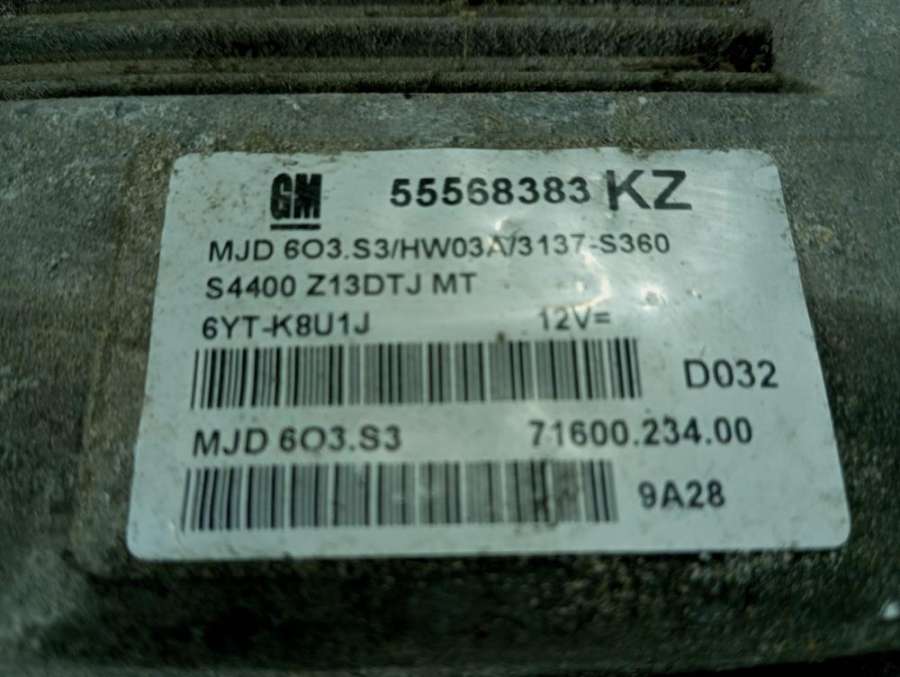 GM 55568383 KZ
MJD 6O3.S3/HW03A/3137-S360
S4400 Z13DTJ MT
6YT-K8U1J 12V=
D032
MJD 6O3.S3 71600.234.00
9A28